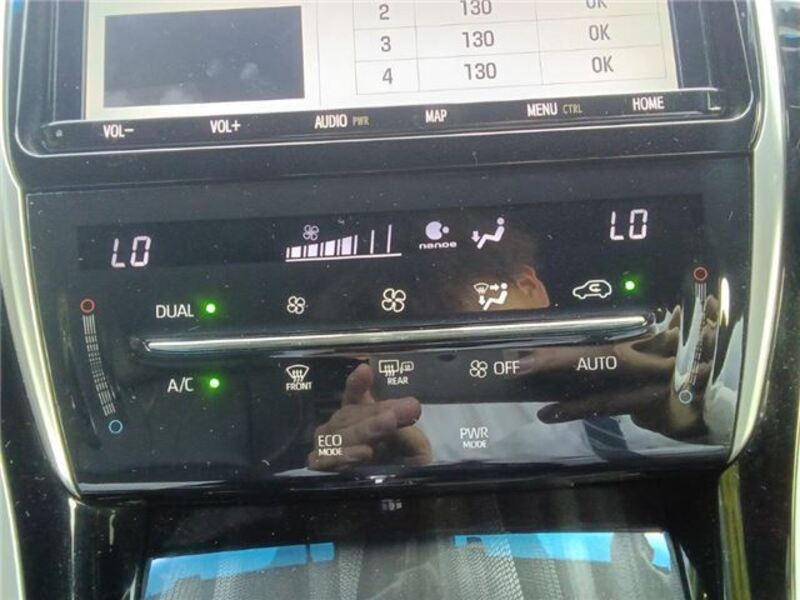 2 130 OK
3 130 OK
4 130 OK
VOL− VOL+ AUDIO PWR MAP MENU CTRL HOME
LO nanoe LO
DUAL
A/C FRONT REAR OFF AUTO
ECO MODE PWR MODE